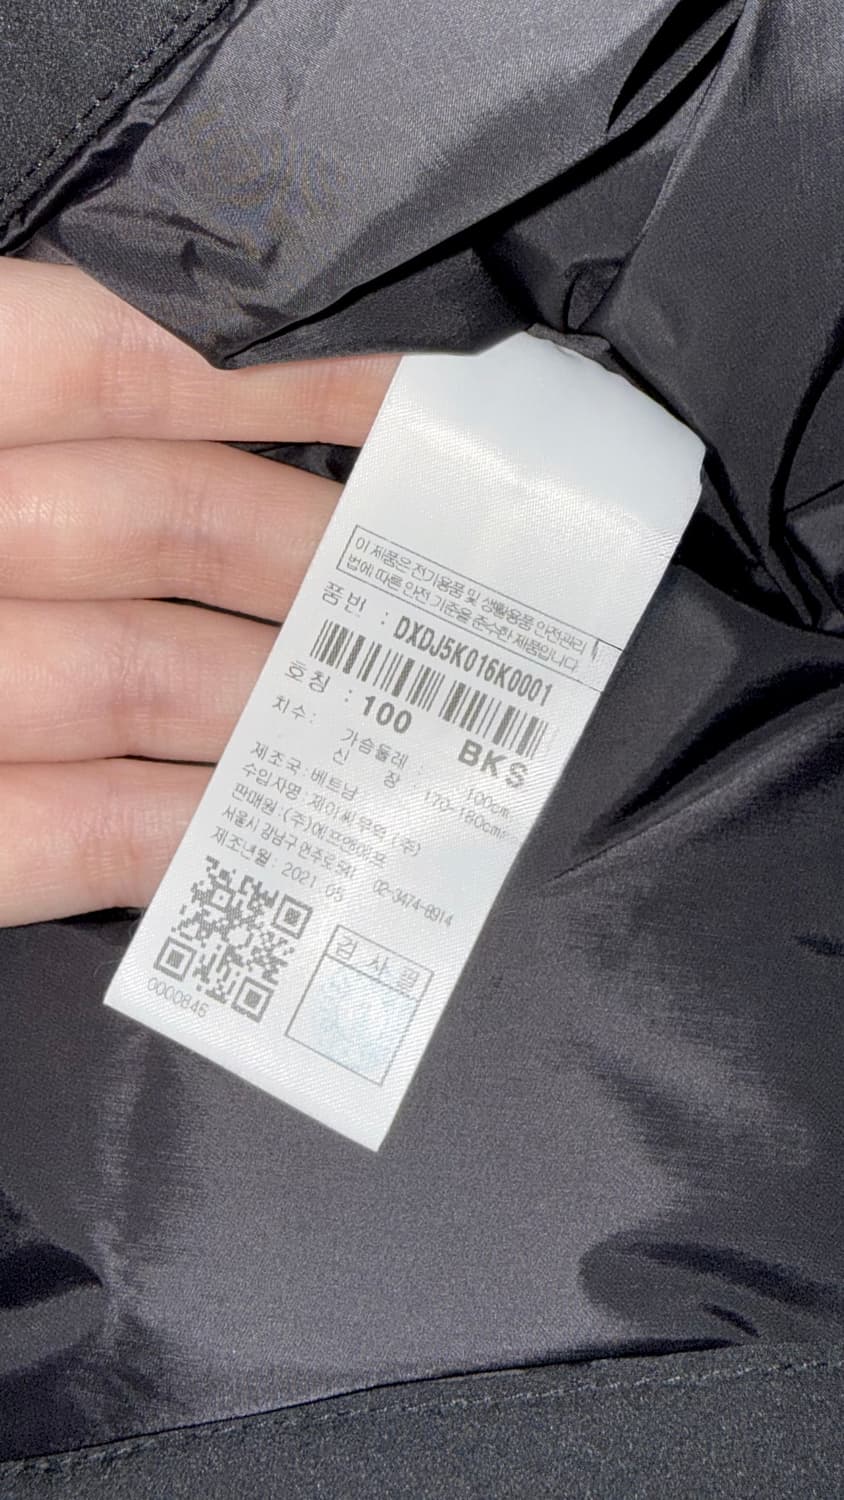 이 제품은 전기용품 및 생활용품 안전관리
법에 따른 안전 기준을 준수한 제품입니다
품번 : DXDJ5K016K0001
호칭 : 100 BKS
치수 : 가슴둘레 : 100cm
신 장 : 170-180cm
제조국 : 베트남
수입자명 : 제이씨무역 (주)
판매원 : (주)에프앤에프
서울시 강남구 언주로 541 02-3474-8914
제조년월 : 2021 05
0000846
검사필